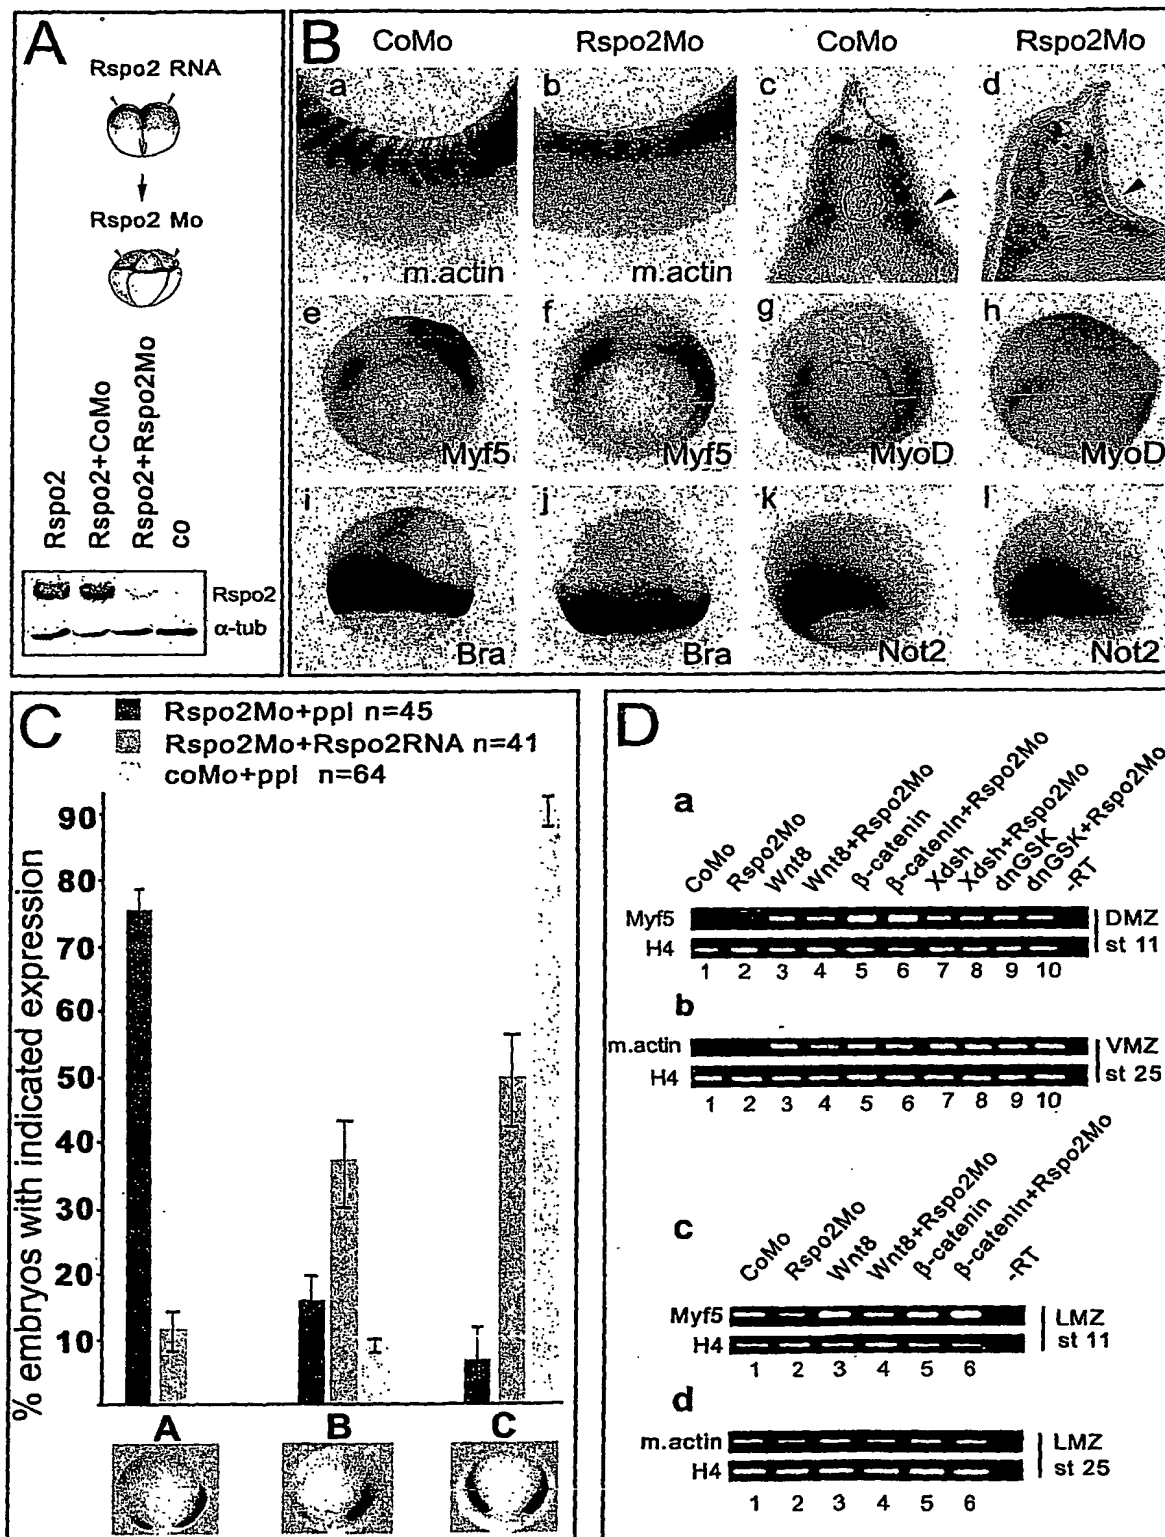 A
Rspo2 RNA
Rspo2 Mo
Rspo2
Rspo2+CoMo
Rspo2+Rspo2Mo
co
Rspo2
α-tub
B
CoMo
Rspo2Mo
CoMo
Rspo2Mo
a
b
c
d
m.actin
m.actin
e
f
g
h
Myf5
Myf5
MyoD
MyoD
i
j
k
l
Bra
Bra
Not2
Not2
C
Rspo2Mo+ppl n=45
Rspo2Mo+Rspo2RNA n=41
coMo+ppl n=64
% embryos with indicated expression
90
80
70
60
50
40
30
20
10
A
B
C
D
a
CoMo
Rspo2Mo
Wnt8
Wnt8+Rspo2Mo
β-catenin
β-catenin+Rspo2Mo
Xdsh
Xdsh+Rspo2Mo
dnGSK
dnGSK+Rspo2Mo
-RT
Myf5
H4
DMZ
st 11
1 2 3 4 5 6 7 8 9 10
b
m.actin
H4
VMZ
st 25
1 2 3 4 5 6 7 8 9 10
c
CoMo
Rspo2Mo
Wnt8
Wnt8+Rspo2Mo
β-catenin
β-catenin+Rspo2Mo
-RT
Myf5
H4
LMZ
st 11
1 2 3 4 5 6
d
m.actin
H4
LMZ
st 25
1 2 3 4 5 6